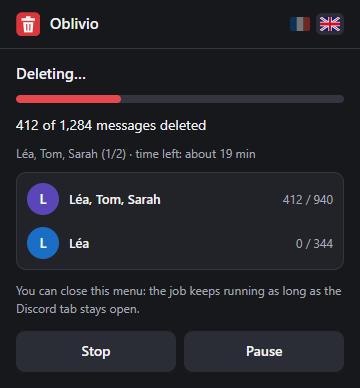 Oblivio
Deleting...
412 of 1,284 messages deleted
Léa, Tom, Sarah (1/2) · time left: about 19 min
L Léa, Tom, Sarah 412 / 940
L Léa 0 / 344
You can close this menu: the job keeps running as long as the
Discord tab stays open.
Stop Pause